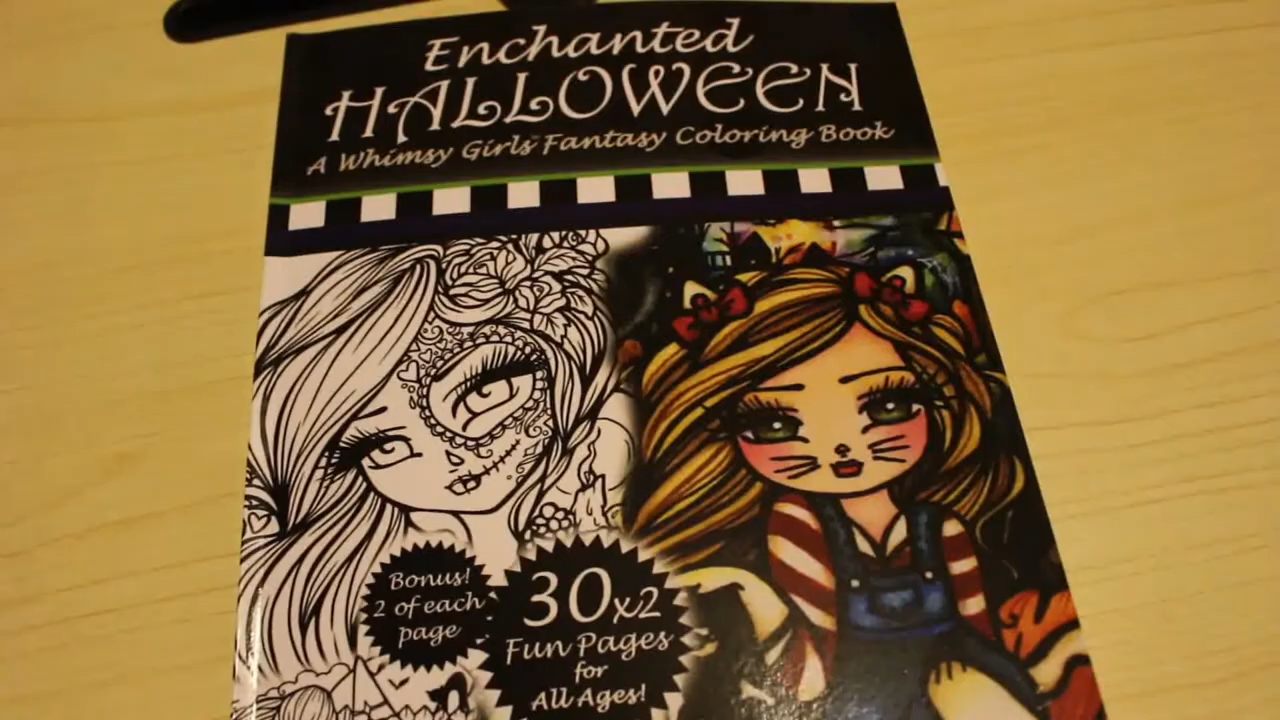 Enchanted
HALLOWEEN
A Whimsy Girls Fantasy Coloring Book
Bonus!
2 of each
page
30x2
Fun Pages
for
All Ages!